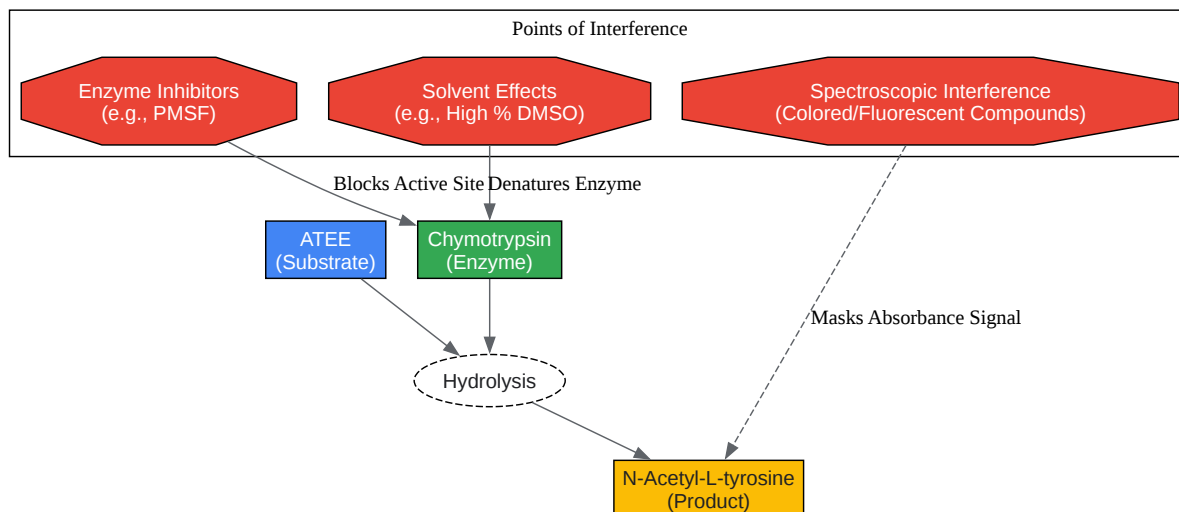 Points of Interference
Enzyme Inhibitors
(e.g., PMSF)
Solvent Effects
(e.g., High % DMSO)
Spectroscopic Interference
(Colored/Fluorescent Compounds)
Blocks Active Site
Denatures Enzyme
ATEE
(Substrate)
Chymotrypsin
(Enzyme)
Masks Absorbance Signal
Hydrolysis
N-Acetyl-L-tyrosine
(Product)